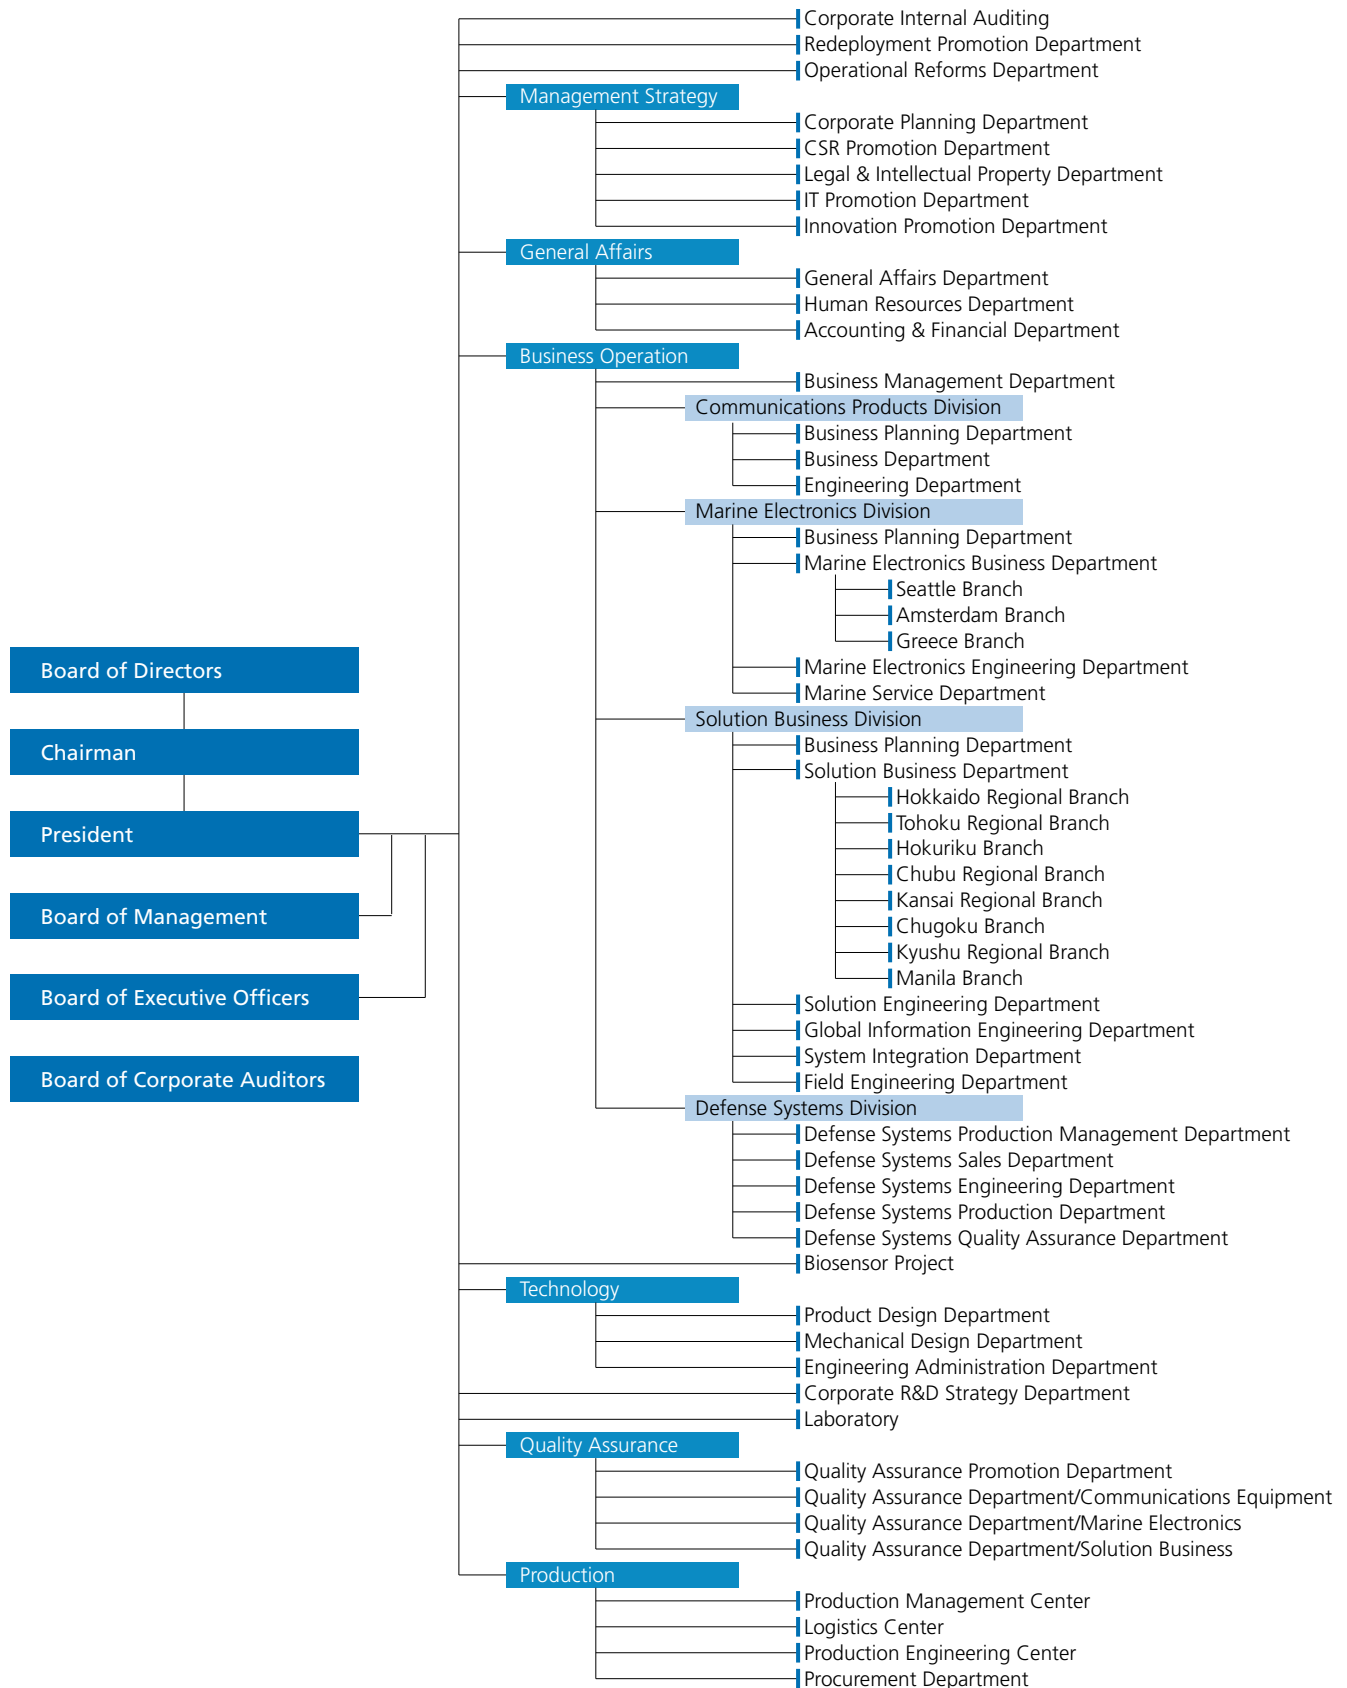 Corporate Internal Auditing
Redeployment Promotion Department
Operational Reforms Department
Management Strategy
Corporate Planning Department
CSR Promotion Department
Legal & Intellectual Property Department
IT Promotion Department
Innovation Promotion Department
General Affairs
General Affairs Department
Human Resources Department
Accounting & Financial Department
Business Operation
Business Management Department
Communications Products Division
Business Planning Department
Business Department
Engineering Department
Marine Electronics Division
Business Planning Department
Marine Electronics Business Department
Seattle Branch
Amsterdam Branch
Greece Branch
Marine Electronics Engineering Department
Marine Service Department
Solution Business Division
Business Planning Department
Solution Business Department
Hokkaido Regional Branch
Tohoku Regional Branch
Hokuriku Branch
Chubu Regional Branch
Kansai Regional Branch
Chugoku Branch
Kyushu Regional Branch
Manila Branch
Solution Engineering Department
Global Information Engineering Department
System Integration Department
Field Engineering Department
Defense Systems Division
Defense Systems Production Management Department
Defense Systems Sales Department
Defense Systems Engineering Department
Defense Systems Production Department
Defense Systems Quality Assurance Department
Biosensor Project
Technology
Product Design Department
Mechanical Design Department
Engineering Administration Department
Corporate R&D Strategy Department
Laboratory
Quality Assurance
Quality Assurance Promotion Department
Quality Assurance Department/Communications Equipment
Quality Assurance Department/Marine Electronics
Quality Assurance Department/Solution Business
Production
Production Management Center
Logistics Center
Production Engineering Center
Procurement Department
Board of Directors
Chairman
President
Board of Management
Board of Executive Officers
Board of Corporate Auditors